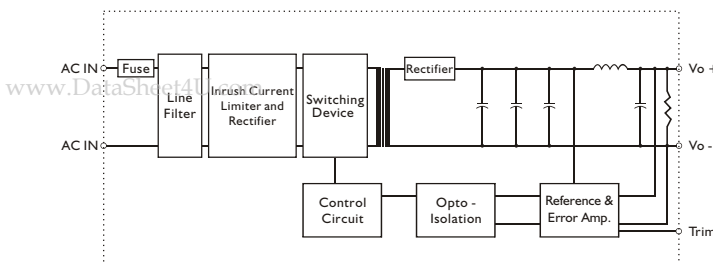 AC IN
Fuse
Rectifier
Vo +
www.DataSheet4U.com
Line
Filter
Inrush Current
Limiter and
Rectifier
Switching
Device
AC IN
Vo -
Control
Circuit
Opto -
Isolation
Reference &
Error Amp.
Trim